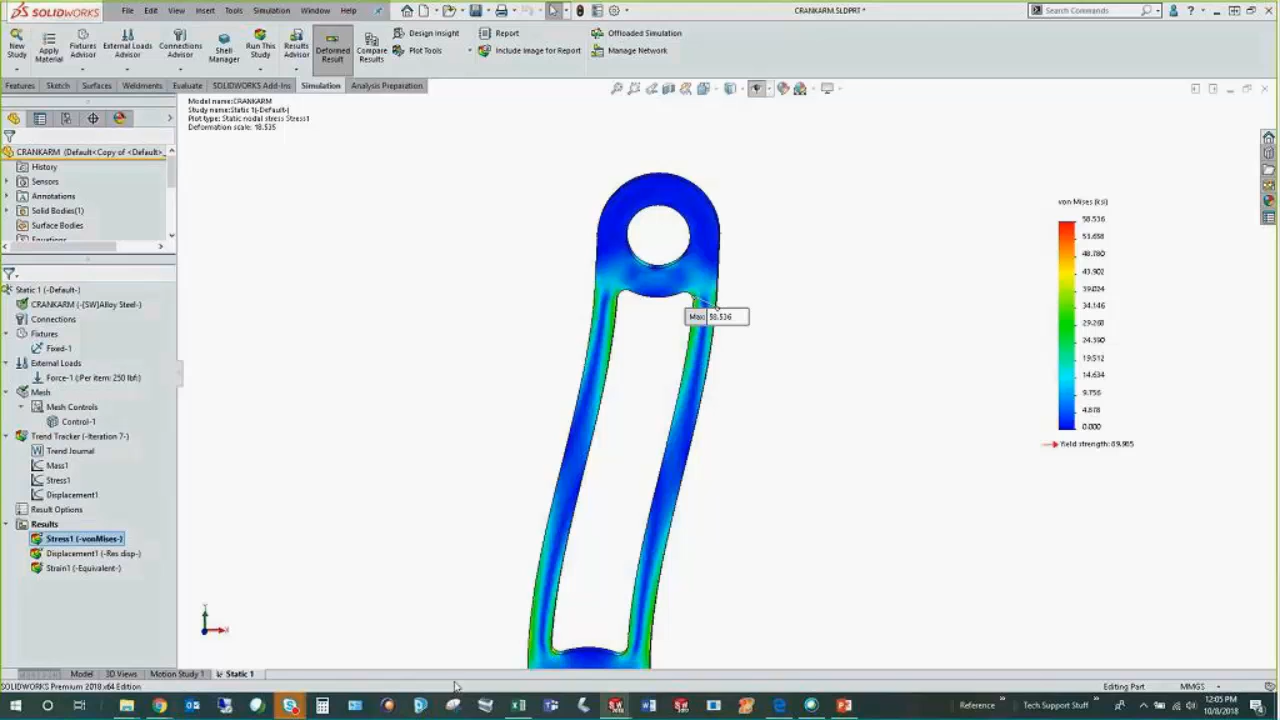 SOLIDWORKS File Edit View Insert Tools Simulation Window Help CRANKARM.SLDPRT * Search Commands
New Study
Apply Material
Fixtures Advisor
External Loads Advisor
Connections Advisor
Shell Manager
Run This Study
Results Advisor
Deformed Result
Compare Results
Design Insight
Plot Tools
Report
Include Image for Report
Offloaded Simulation
Manage Network
Features Sketch Surfaces Weldments Evaluate SOLIDWORKS Add-Ins Simulation Analysis Preparation
Model name:CRANKARM
Study name:Static 1(-Default-)
Plot type: Static nodal stress Stress1
Deformation scale: 18.535
CRANKARM (Default<Copy of <Default>_
History
Sensors
Annotations
Solid Bodies(1)
Surface Bodies
Equations
Static 1 (-Default-)
CRANKARM (-[SW]Alloy Steel-)
Connections
Fixtures
Fixed-1
External Loads
Force-1 (:Per item: 250 lbf:)
Mesh
Mesh Controls
Control-1
Trend Tracker (-Iteration 7-)
Trend Journal
Mass1
Stress1
Displacement1
Result Options
Results
Stress1 (-vonMises-)
Displacement1 (-Res disp-)
Strain1 (-Equivalent-)
Max: 58.536
von Mises (ksi)
58.536
53.658
48.780
43.902
39.024
34.146
29.268
24.390
19.512
14.634
9.756
4.878
0.000
Yield strength: 89.985
Y
X
Model 3D Views Motion Study 1 Static 1
SOLIDWORKS Premium 2018 x64 Edition Editing Part MMGS
Reference Tech Support Stuff 12:05 PM
10/8/2018